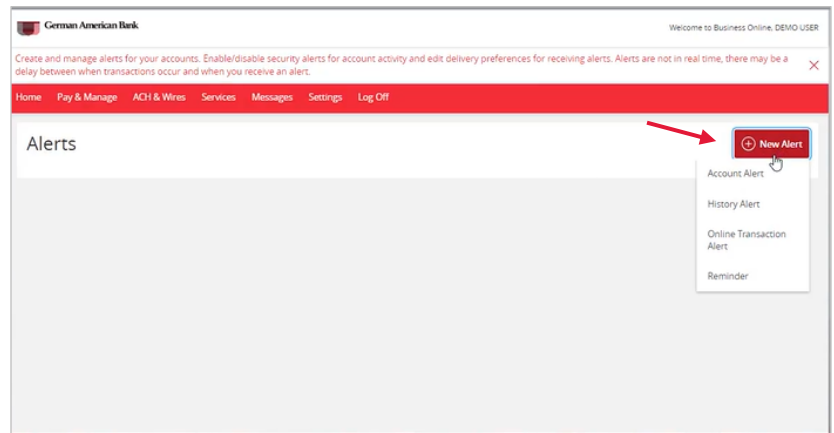 German American Bank
Welcome to Business Online, DEMO USER
Create and manage alerts for your accounts. Enable/disable security alerts for account activity and edit delivery preferences for receiving alerts. Alerts are not in real time, there may be a
delay between when transactions occur and when you receive an alert.
Home Pay & Manage ACH & Wires Services Messages Settings Log Off
Alerts
New Alert
Account Alert
History Alert
Online Transaction
Alert
Reminder